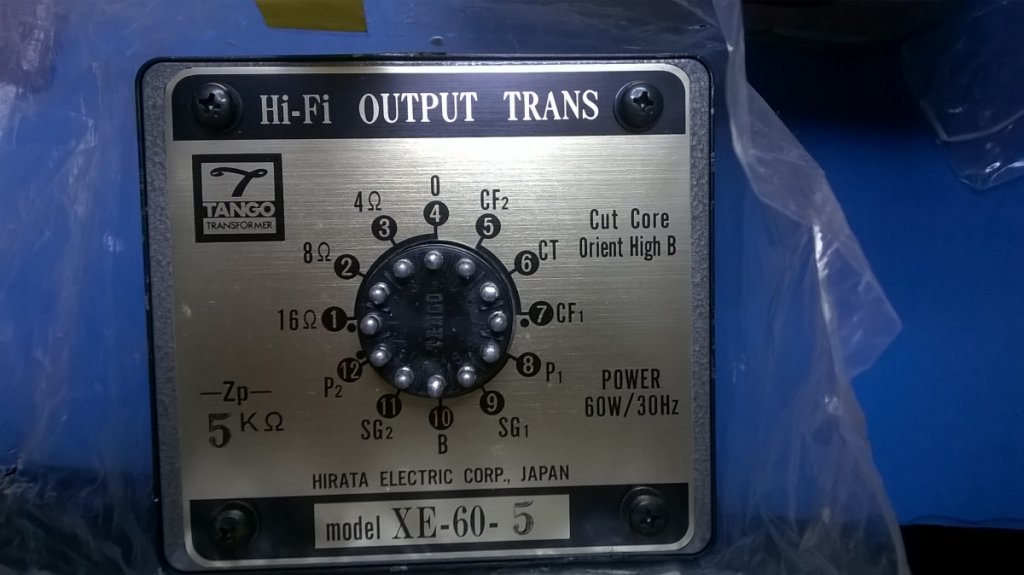 Hi-Fi OUTPUT TRANS
TANGO
TRANSFORMER
0
4Ω
CF2
4
3
5
Cut Core
Orient High B
8Ω
2
6
CT
16Ω
1
7
CF1
12
8
P2
P1
11
9
10
SG2
B
SG1
–Zp–
5KΩ
POWER
60W/30Hz
HIRATA ELECTRIC CORP., JAPAN
model XE-60-5